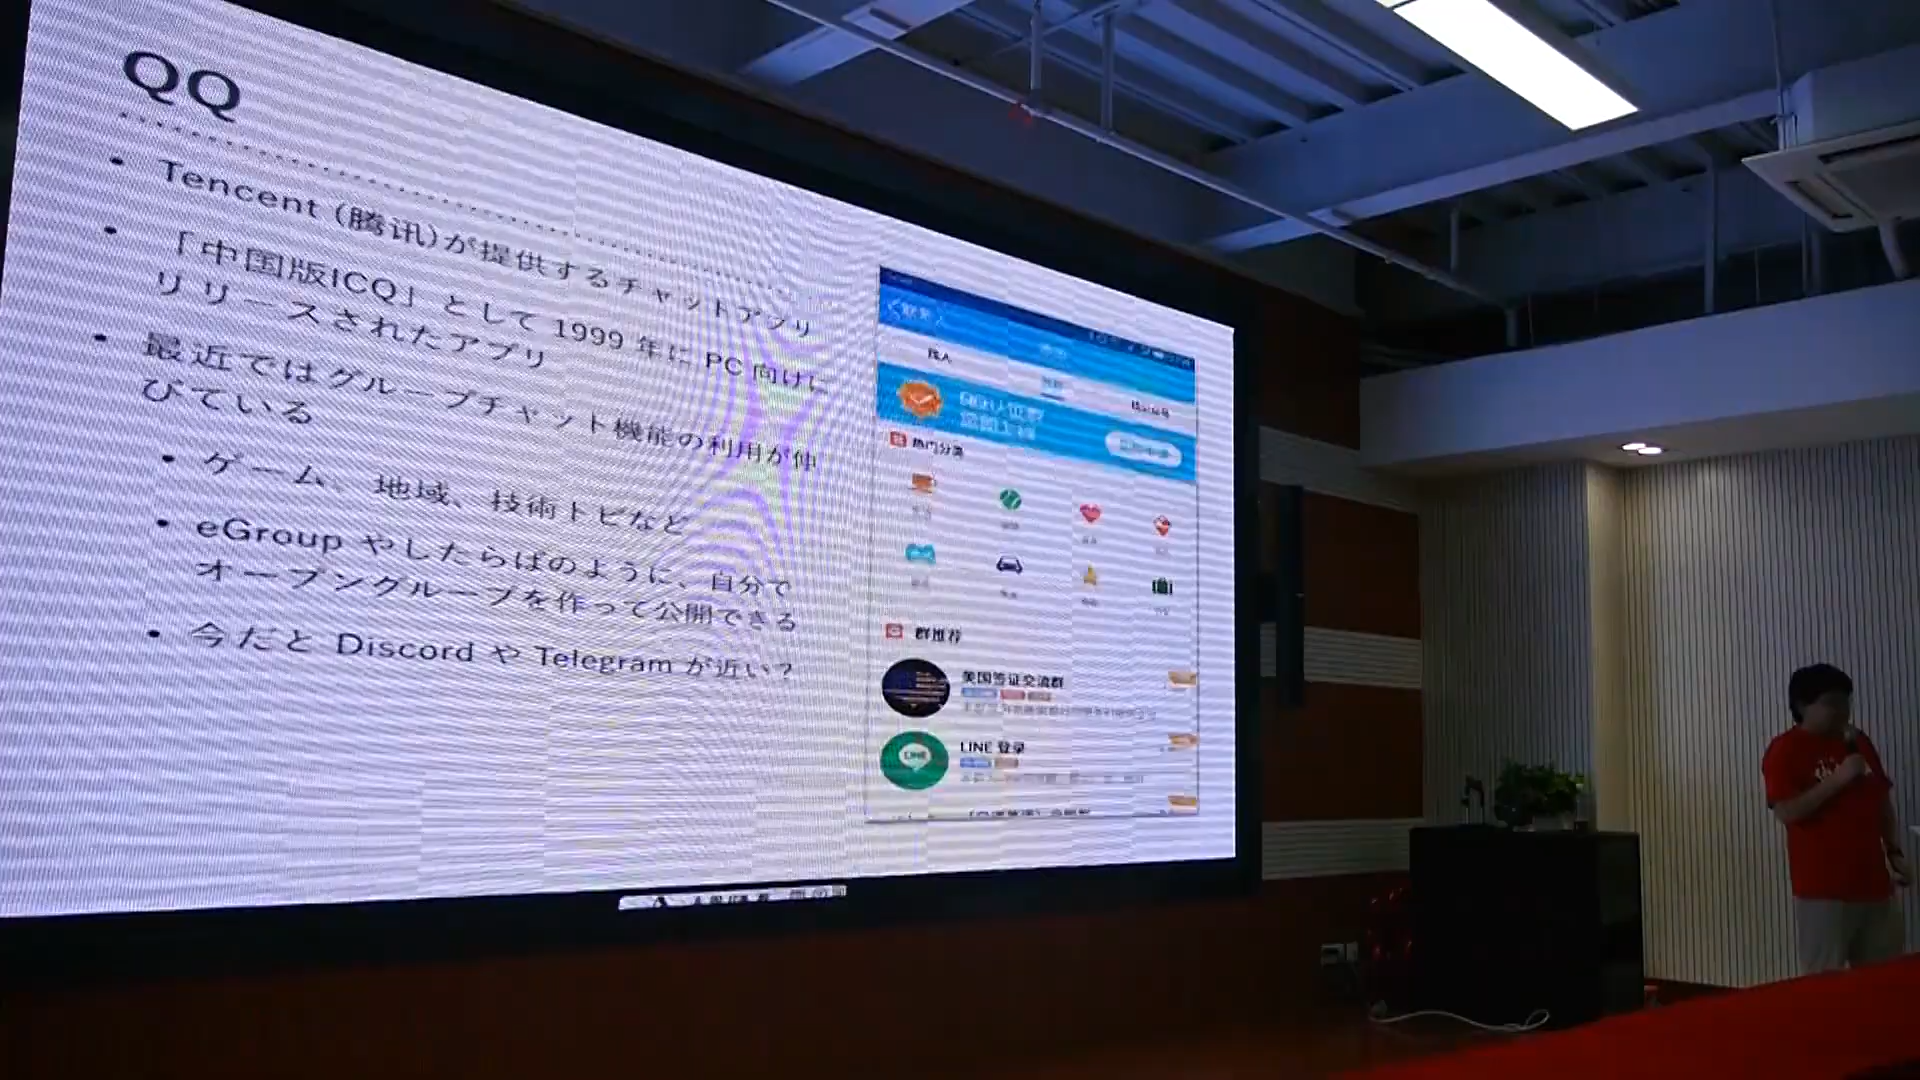 QQ
• Tencent (腾讯)が提供するチャットアプリ
• 「中国版ICQ」として 1999 年に PC 向けに
リリースされたアプリ
• 最近ではグループチャット機能の利用が伸
びている
• ゲーム、地域、技術トピなど
• eGroup やしたらばのように、自分で
オープングループを作って公開できる
• 今だと Discord や Telegram が近い?
找人
热门分类
群推荐
美国签证交流群
LINE 登录
LINE